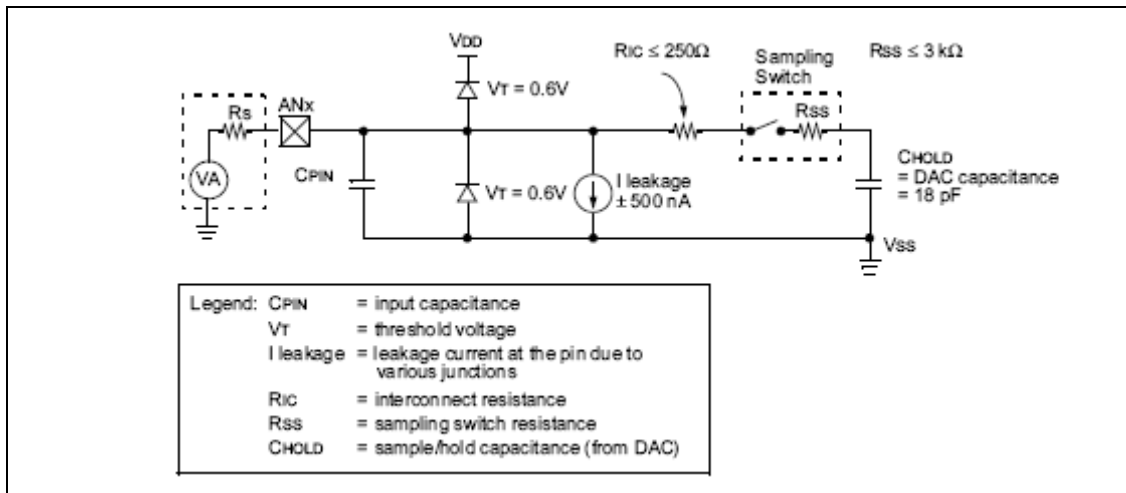 VDD
RIC ≤ 250Ω
Sampling
Switch
RSS ≤ 3 kΩ
VT = 0.6V
ANx
Rs
RSS
VA
CPIN
VT = 0.6V
I leakage
± 500 nA
CHOLD
= DAC capacitance
= 18 pF
VSS
Legend: CPIN = input capacitance
VT = threshold voltage
I leakage = leakage current at the pin due to
various junctions
RIC = interconnect resistance
RSS = sampling switch resistance
CHOLD = sample/hold capacitance (from DAC)